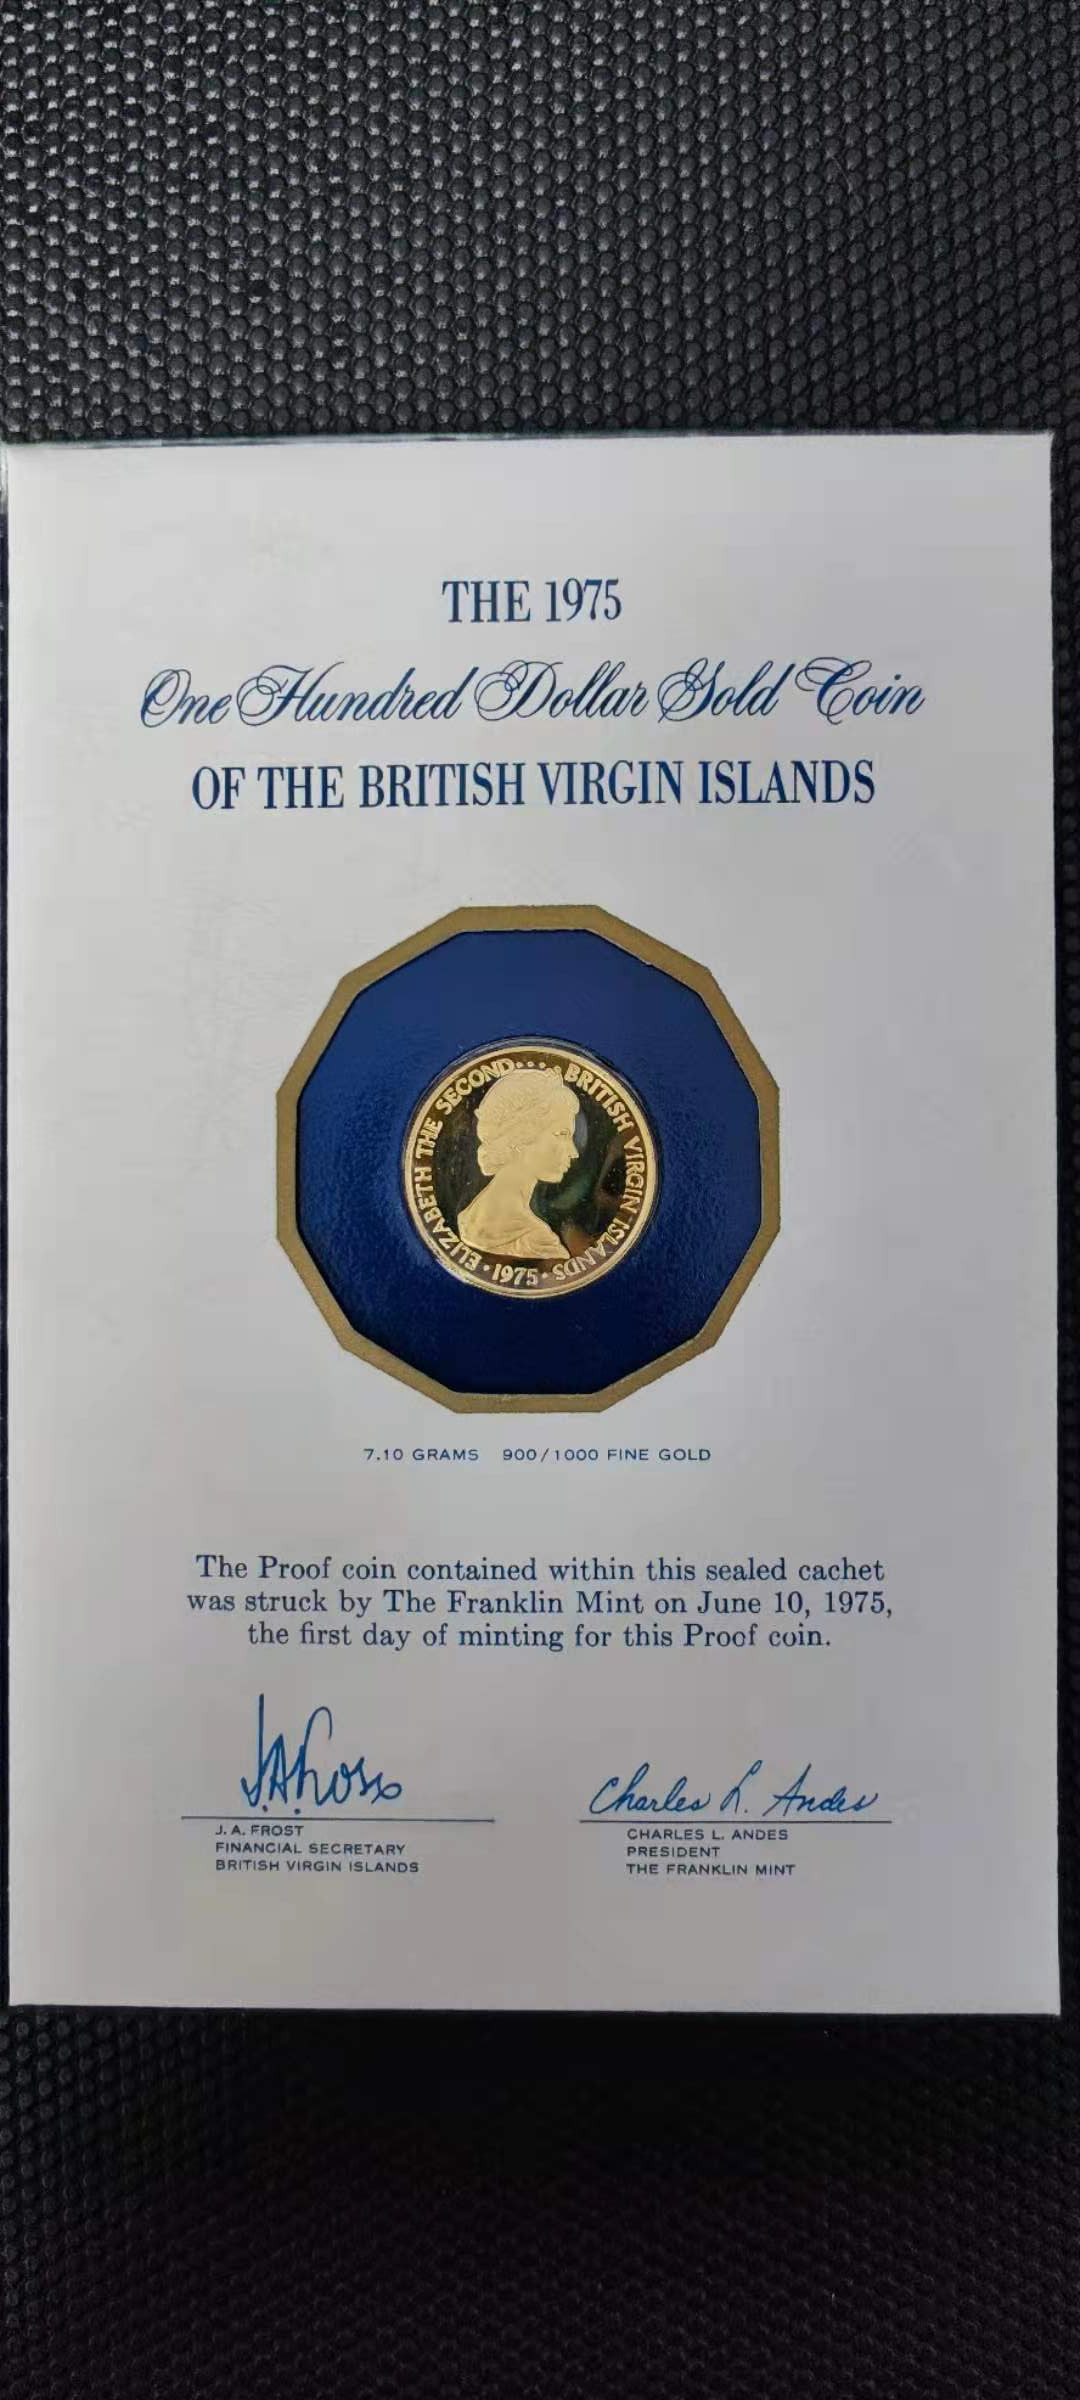 THE 1975
One Hundred Dollar Gold Coin
OF THE BRITISH VIRGIN ISLANDS
ELIZABETH THE SECOND... BRITISH VIRGIN ISLANDS
·1975·
7.10 GRAMS 900/1000 FINE GOLD
The Proof coin contained within this sealed cachet
was struck by The Franklin Mint on June 10, 1975,
the first day of minting for this Proof coin.
J.A.Frost
J. A. FROST
FINANCIAL SECRETARY
BRITISH VIRGIN ISLANDS
Charles L. Andes
CHARLES L. ANDES
PRESIDENT
THE FRANKLIN MINT